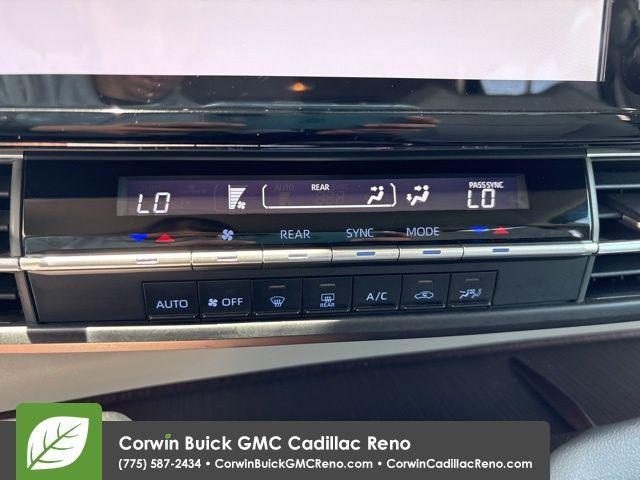 REAR
PASS SYNC
LO LO
REAR SYNC MODE
AUTO OFF REAR A/C
Corwin Buick GMC Cadillac Reno
(775) 587-2434 • CorwinBuickGMCReno.com • CorwinCadillacReno.com